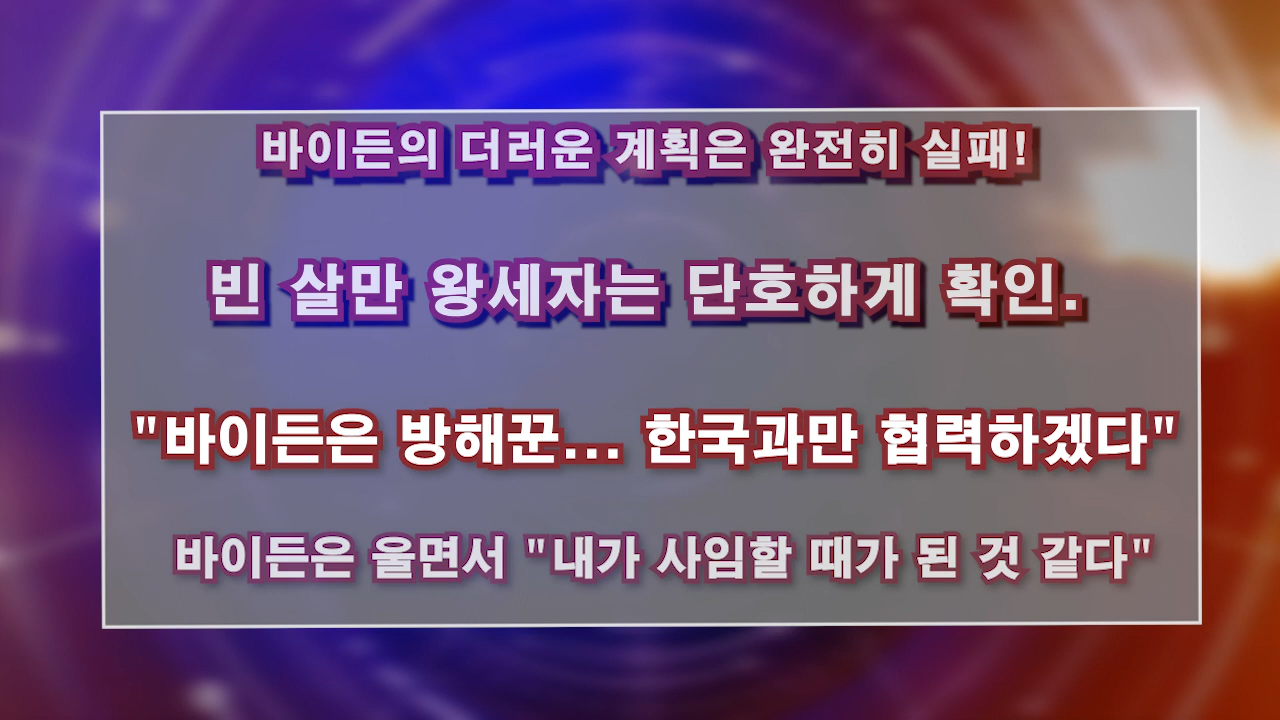 바이든의 더러운 계획은 완전히 실패!
빈 살만 왕세자는 단호하게 확인.
"바이든은 방해꾼... 한국과만 협력하겠다"
바이든은 울면서 "내가 사임할 때가 된 것 같다"